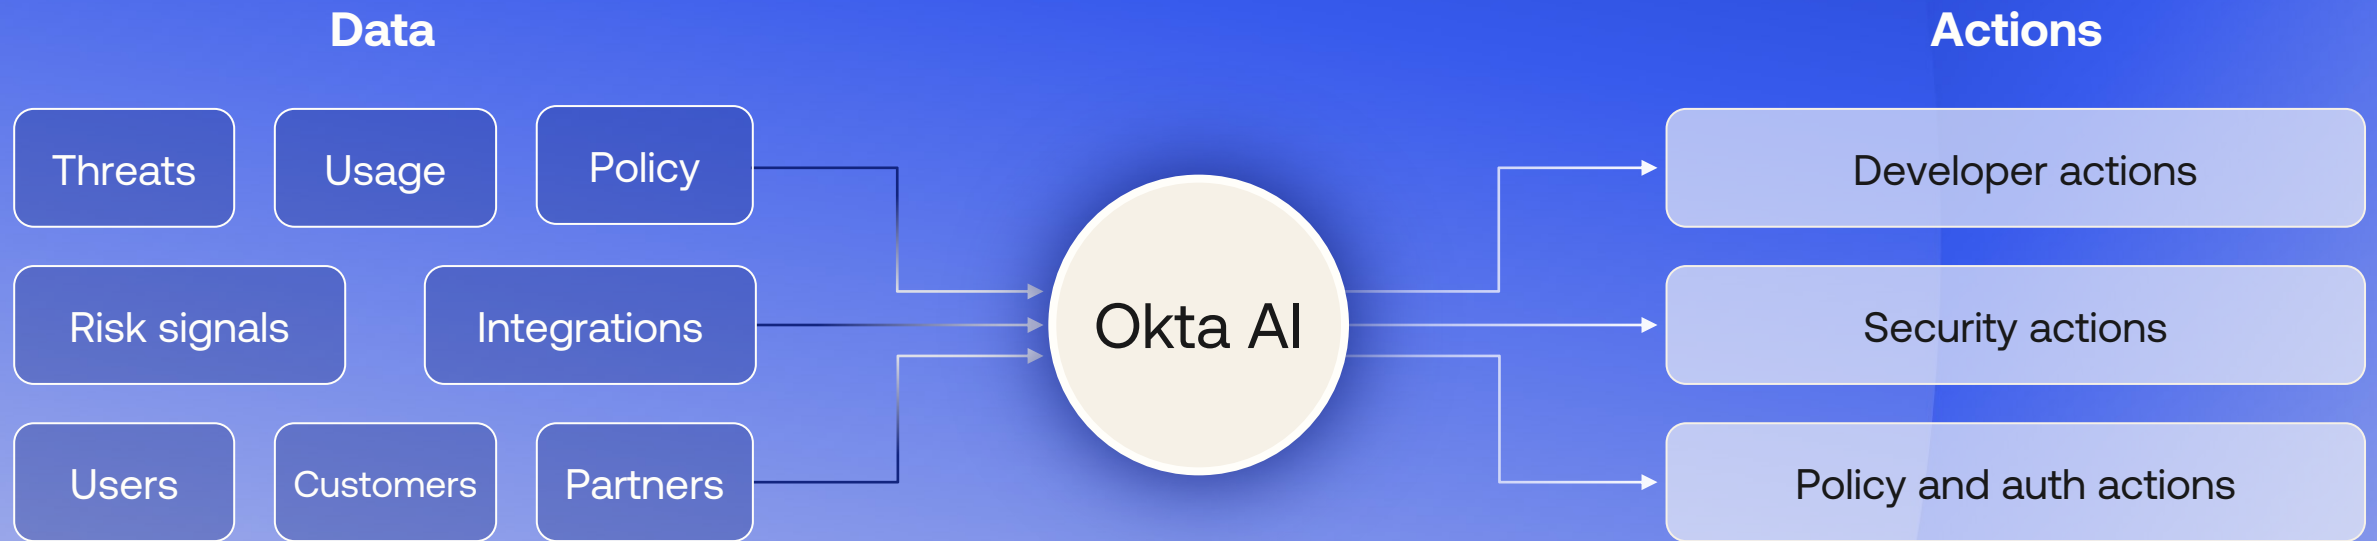 Data
Actions
Threats
Usage
Policy
Risk signals
Integrations
Users
Customers
Partners
Okta AI
Developer actions
Security actions
Policy and auth actions